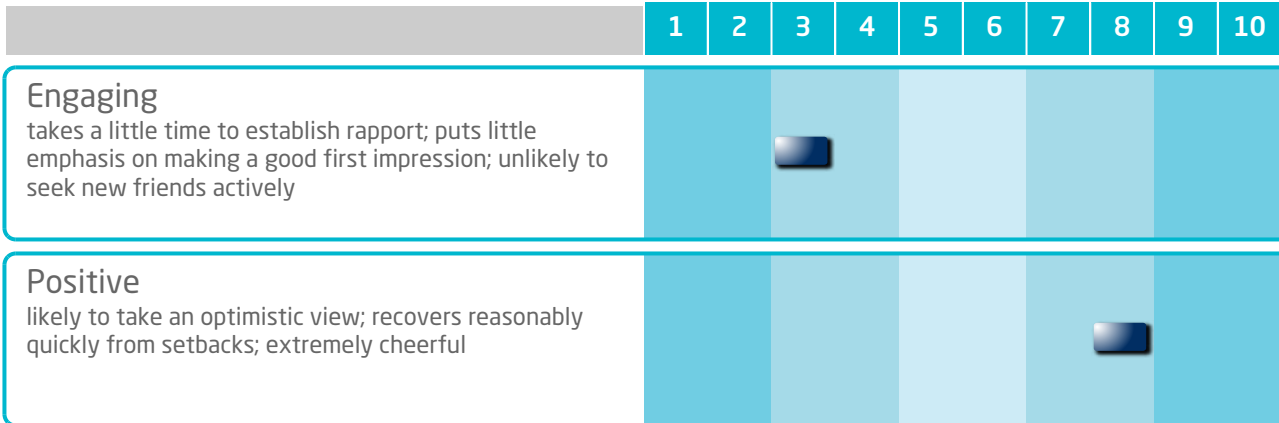 1 2 3 4 5 6 7 8 9 10
Engaging
takes a little time to establish rapport; puts little
emphasis on making a good first impression; unlikely to
seek new friends actively
Positive
likely to take an optimistic view; recovers reasonably
quickly from setbacks; extremely cheerful